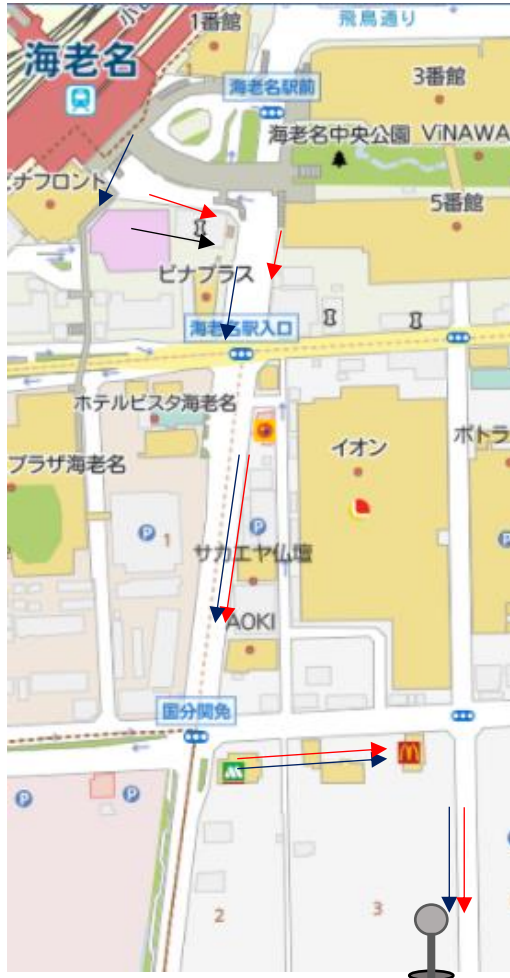 飛鳥通り
1番館
海老名
3番館
海老名駅前
海老名中央公園 ViNAWA
ナフロント
5番館
ビナプラス
海老名駅入口
ホテルビスタ海老名
イオン
ボトラ
プラザ海老名
P
P
P
1
サカエヤ仏壇
AOKI
国分関免
P
P
2
3